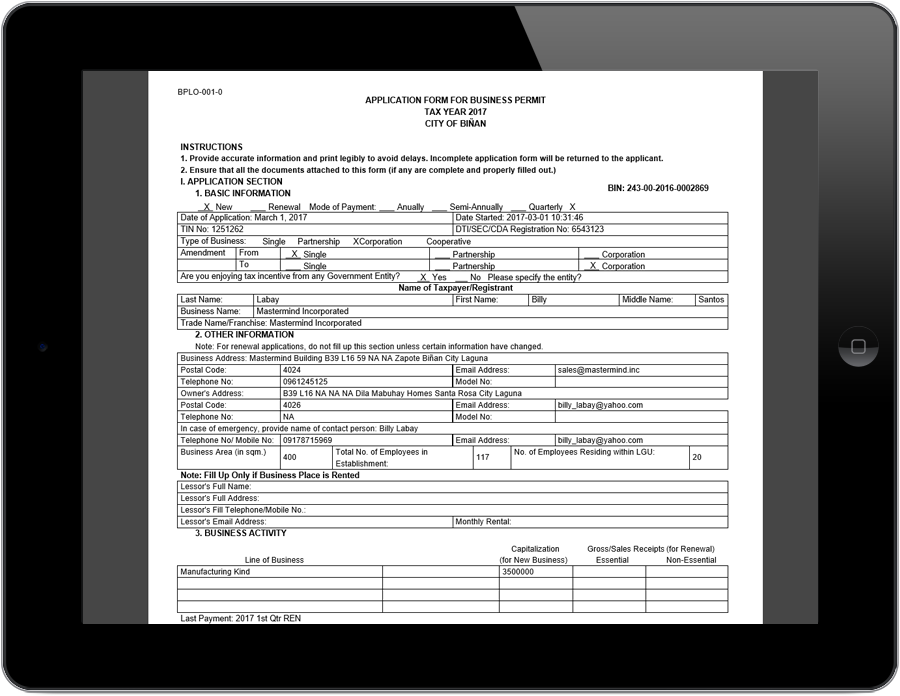 BPLO-001-0
APPLICATION FORM FOR BUSINESS PERMIT
TAX YEAR 2017
CITY OF BIÑAN
INSTRUCTIONS
1. Provide accurate information and print legibly to avoid delays. Incomplete application form will be returned to the applicant.
2. Ensure that all the documents attached to this form (if any are complete and properly filled out.)
I. APPLICATION SECTION
BIN: 243-00-2016-0002869
1. BASIC INFORMATION
__X_ New ____ Renewal Mode of Payment: ___ Anually ___ Semi-Annually ___ Quarterly X
Date of Application: March 1, 2017 Date Started: 2017-03-01 10:31:46
TIN No: 1251262 DTI/SEC/CDA Registration No: 6543123
Type of Business: Single Partnership XCorporation Cooperative
Amendment From _X_ Single ___ Partnership ___ Corporation
To ___ Single ___ Partnership _X_ Corporation
Are you enjoying tax incentive from any Government Entity? _X_ Yes ___ No Please specify the entity?
Name of Taxpayer/Registrant
Last Name: Labay First Name: Billy Middle Name: Santos
Business Name: Mastermind Incorporated
Trade Name/Franchise: Mastermind Incorporated
2. OTHER INFORMATION
Note: For renewal applications, do not fill up this section unless certain information have changed.
Business Address: Mastermind Building B39 L16 59 NA NA Zapote Biñan City Laguna
Postal Code: 4024 Email Address: sales@mastermind.inc
Telephone No: 0961245125 Model No:
Owner's Address: B39 L16 NA NA NA Dila Mabuhay Homes Santa Rosa City Laguna
Postal Code: 4026 Email Address: billy_labay@yahoo.com
Telephone No: NA Model No:
In case of emergency, provide name of contact person: Billy Labay
Telephone No/ Mobile No: 09178715969 Email Address: billy_labay@yahoo.com
Business Area (in sqm.) 400 Total No. of Employees in Establishment: 117 No. of Employees Residing within LGU: 20
Note: Fill Up Only if Business Place is Rented
Lessor's Full Name:
Lessor's Full Address:
Lessor's Fill Telephone/Mobile No.:
Lessor's Email Address: Monthly Rental:
3. BUSINESS ACTIVITY
Capitalization Gross/Sales Receipts (for Renewal)
Line of Business (for New Business) Essential Non-Essential
Manufacturing Kind 3500000
Last Payment: 2017 1st Qtr REN